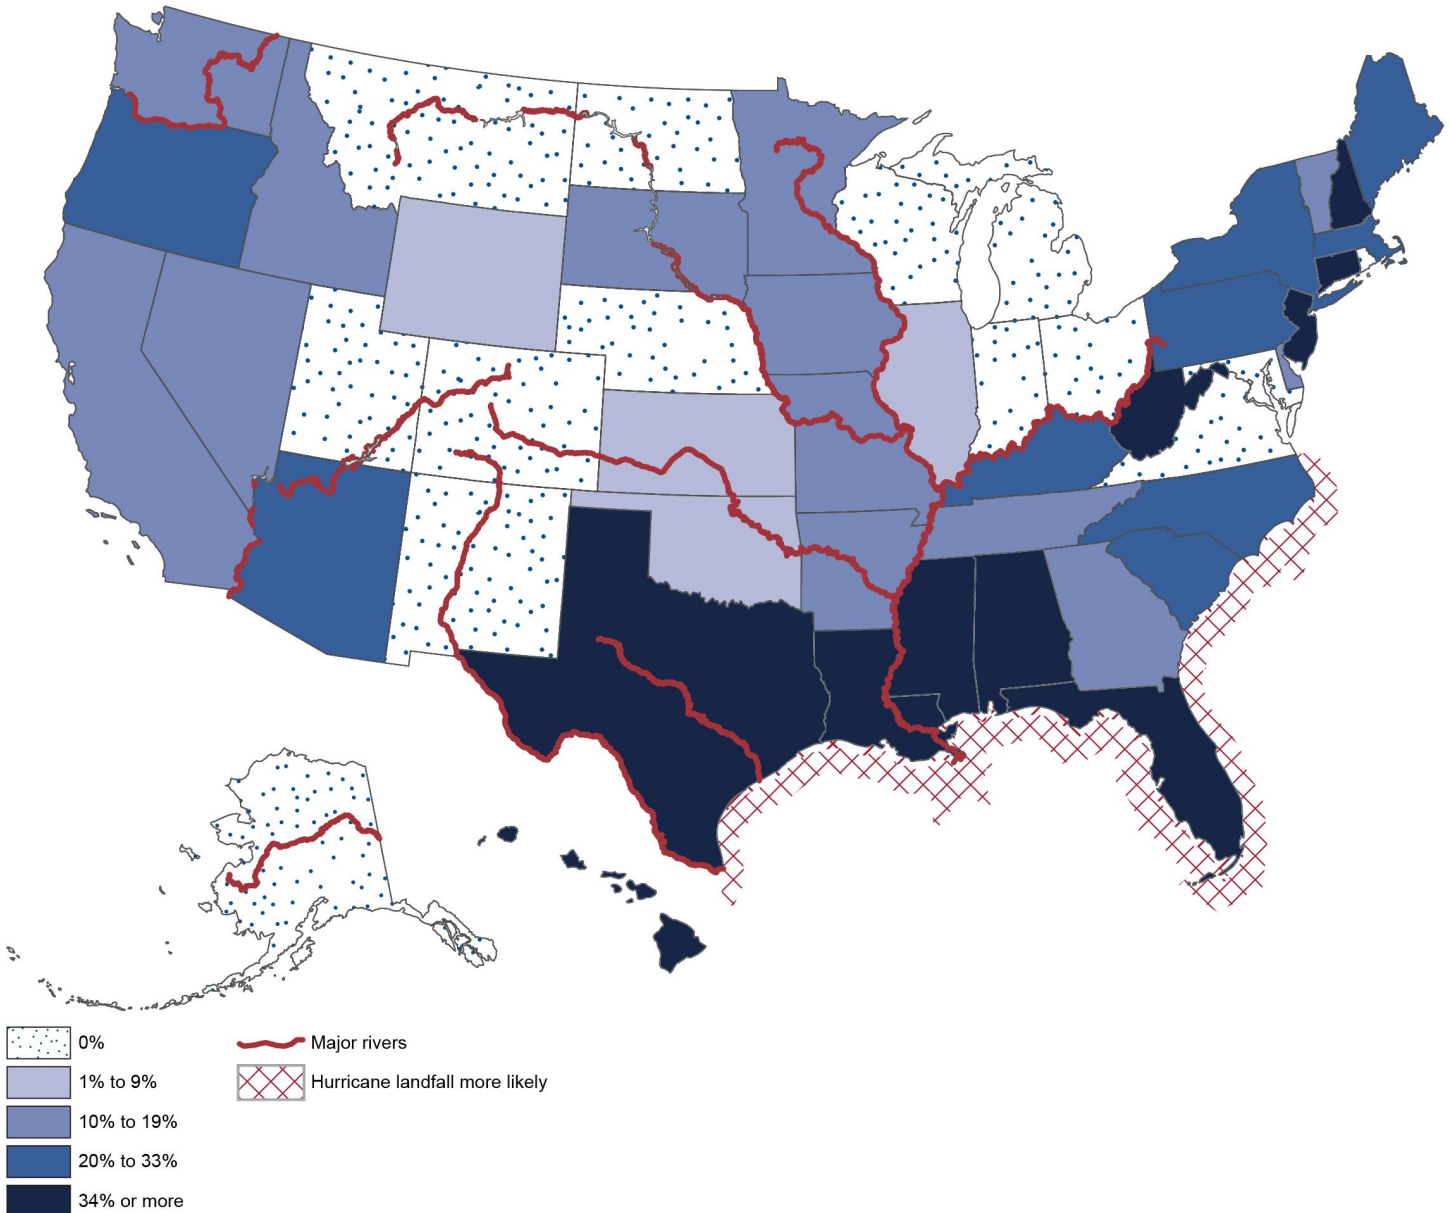 0%
1% to 9%
10% to 19%
20% to 33%
34% or more
Major rivers
Hurricane landfall more likely